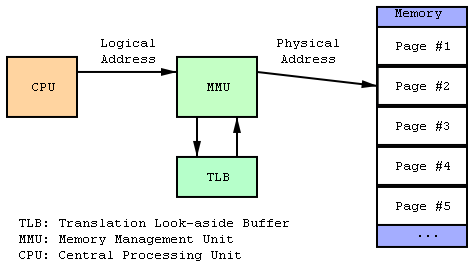 Memory
Logical
Address
Physical
Address
CPU
MMU
TLB
Page #1
Page #2
Page #3
Page #4
Page #5
...
TLB: Translation Look-aside Buffer
MMU: Memory Management Unit
CPU: Central Processing Unit